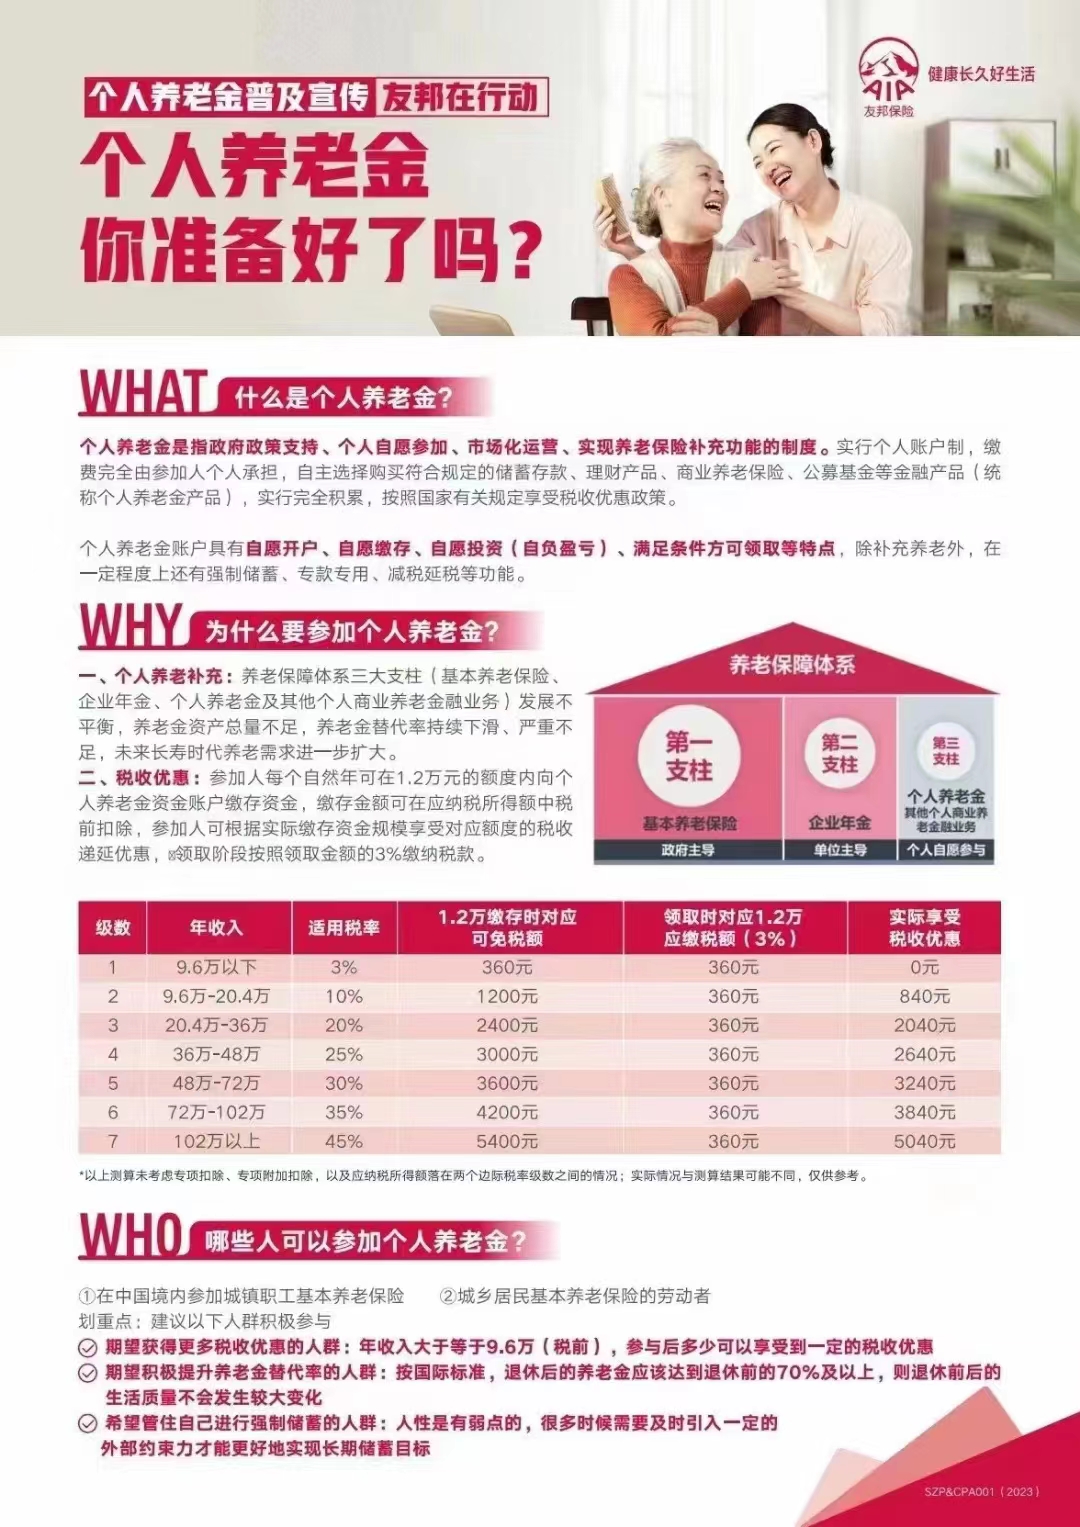 AIA
友邦保险
健康长久好生活
个人养老金普及宣传 友邦在行动
个人养老金
你准备好了吗？
WHAT 什么是个人养老金？
个人养老金是指政府政策支持、个人自愿参加、市场化运营、实现养老保险补充功能的制度。实行个人账户制，缴
费完全由参加人个人承担，自主选择购买符合规定的储蓄存款、理财产品、商业养老保险、公募基金等金融产品（统
称个人养老金产品），实行完全积累，按照国家有关规定享受税收优惠政策。
个人养老金账户具有自愿开户、自愿缴存、自愿投资（自负盈亏）、满足条件方可领取等特点，除补充养老外，在
一定程度上还有强制储蓄、专款专用、减税延税等功能。
WHY 为什么要参加个人养老金？
一、个人养老补充：养老保障体系三大支柱（基本养老保险、
企业年金、个人养老金及其他个人商业养老金融业务）发展不
平衡，养老金资产总量不足，养老金替代率持续下滑、严重不
足，未来长寿时代养老需求进一步扩大。
二、税收优惠：参加人每个自然年可在1.2万元的额度内向个
人养老金资金账户缴存资金，缴存金额可在应纳税所得额中税
前扣除，参加人可根据实际缴存资金规模享受对应额度的税收
递延优惠，领取阶段按照领取金额的3%缴纳税款。
养老保障体系
第一
支柱
基本养老保险
政府主导
第二
支柱
企业年金
单位主导
第三
支柱
个人养老金
其他个人商业养
老金融业务
个人自愿参与
级数 年收入 适用税率 1.2万缴存时对应可免税额 领取时对应1.2万应缴税额（3%） 实际享受税收优惠
1 9.6万以下 3% 360元 360元 0元
2 9.6万-20.4万 10% 1200元 360元 840元
3 20.4万-36万 20% 2400元 360元 2040元
4 36万-48万 25% 3000元 360元 2640元
5 48万-72万 30% 3600元 360元 3240元
6 72万-102万 35% 4200元 360元 3840元
7 102万以上 45% 5400元 360元 5040元
*以上测算未考虑专项扣除、专项附加扣除，以及应纳税所得额落在两个边际税率级数之间的情况；实际情况与测算结果可能不同，仅供参考。
WHO 哪些人可以参加个人养老金？
①在中国境内参加城镇职工基本养老保险 ②城乡居民基本养老保险的劳动者
划重点：建议以下人群积极参与
期望获得更多税收优惠的人群：年收入大于等于9.6万（税前），参与后多少可以享受到一定的税收优惠
期望积极提升养老金替代率的人群：按国际标准，退休后的养老金应该达到退休前的70%及以上，则退休前后的
生活质量不会发生较大变化
希望管住自己进行强制储蓄的人群：人性是有弱点的，很多时候需要及时引入一定的
外部约束力才能更好地实现长期储蓄目标
SZP&CPA001（2023）